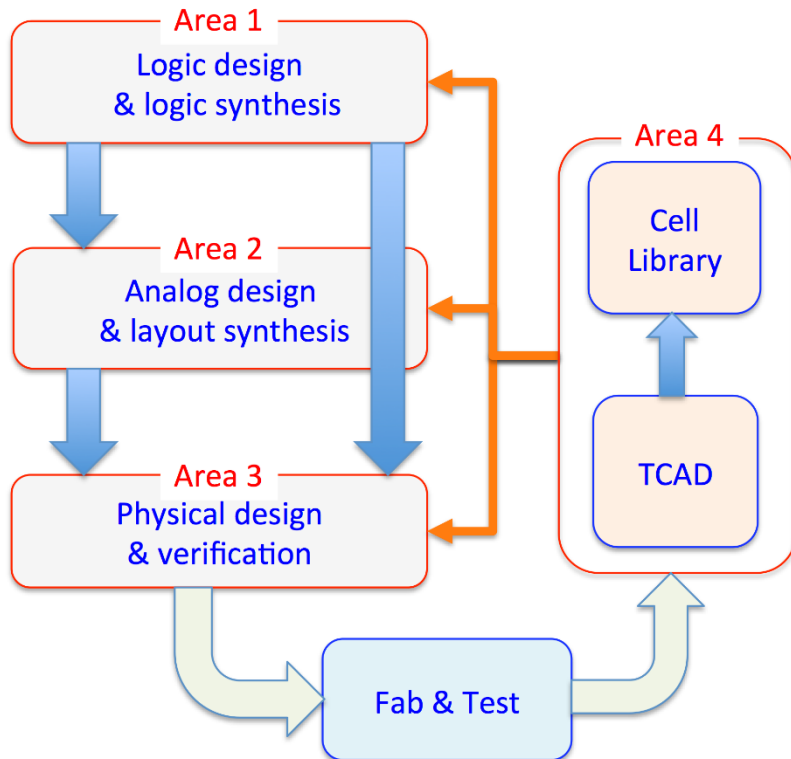 Area 1
Logic design
& logic synthesis
Area 2
Analog design
& layout synthesis
Area 3
Physical design
& verification
Area 4
Cell
Library
TCAD
Fab & Test